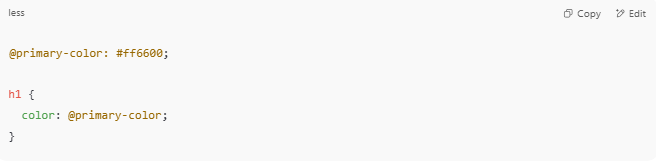 less
Copy
Edit
@primary-color: #ff6600;
h1 {
  color: @primary-color;
}